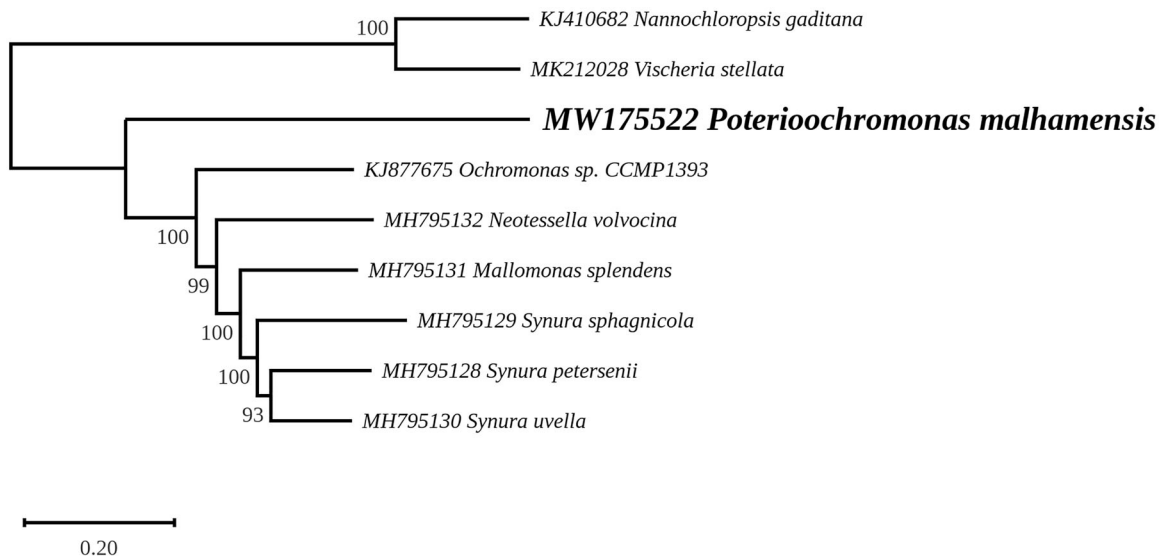 100
KJ410682 Nannochloropsis gaditana
MK212028 Vischeria stellata
MW175522 Poterioochromonas malhamensis
KJ877675 Ochromonas sp. CCMP1393
100
MH795132 Neotessella volvocina
99
MH795131 Mallomonas splendens
100
MH795129 Synura sphagnicola
100
MH795128 Synura petersenii
93
MH795130 Synura uvella
0.20